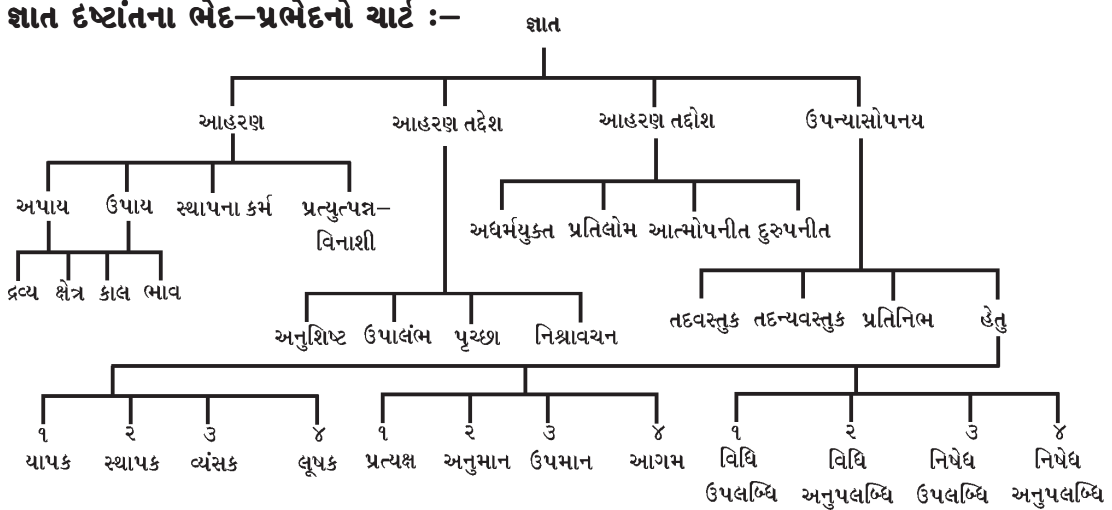 જ્ઞાત દષ્ટાંતના ભેદ–પ્રભેદનો ચાર્ટ ઃ–
જ્ઞાત
આહરણ આહરણ તદ્દેશ આહરણ તદ્દોશ ઉપન્યાસોપનય
અપાય ઉપાય સ્થાપના કર્મ પ્રત્યુત્પન્ન–
વિનાશી
અધર્મયુક્ત પ્રતિલોમ આત્મોપનીત દુરુપનીત
દ્રવ્ય ક્ષેત્ર કાલ ભાવ
તદવસ્તુક તદન્યવસ્તુક પ્રતિનિભ હેતુ
અનુશિષ્ટ ઉપાલંભ પૃચ્છા નિશ્રાવચન
૧ ૨ ૩ ૪ ૧ ૨ ૩ ૪ ૧ ૨ ૩ ૪
યાપક સ્થાપક વ્યંસક લૂષક પ્રત્યક્ષ અનુમાન ઉપમાન આગમ વિધિ વિધિ નિષેધ નિષેધ
ઉપલબ્ધિ અનુપલબ્ધિ ઉપલબ્ધિ અનુપલબ્ધિ